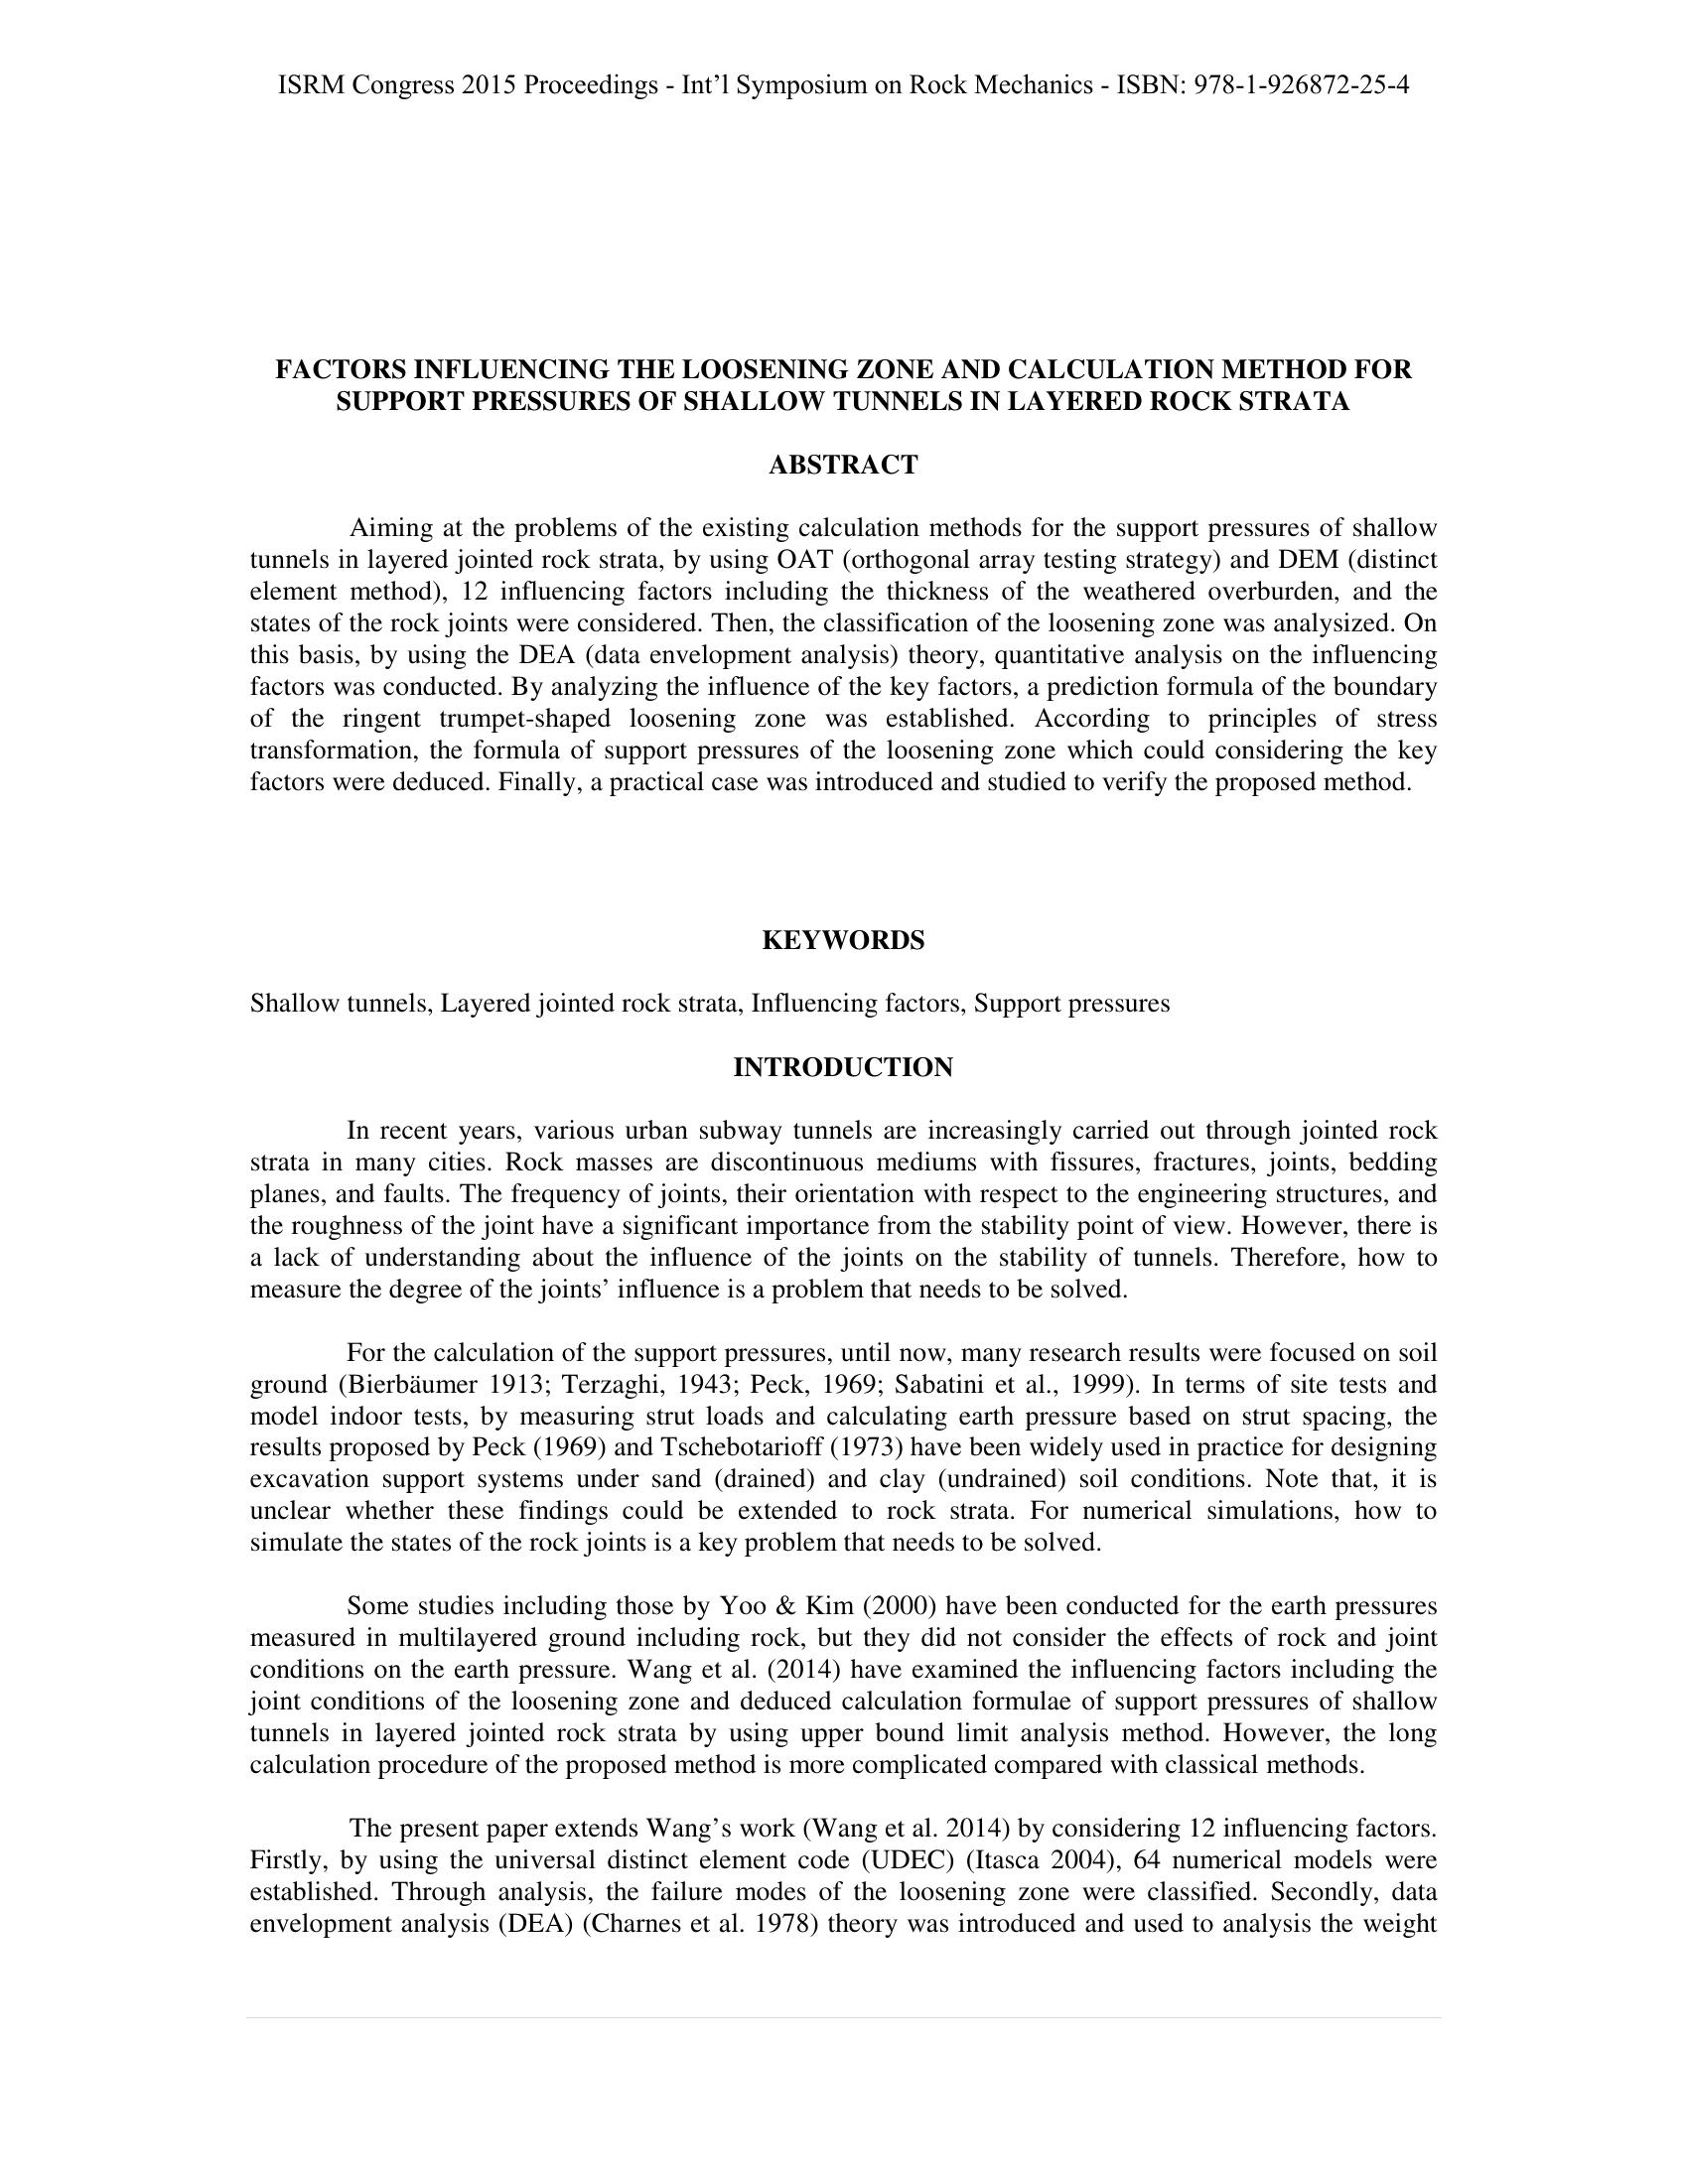 ISRM Congress 2015 Proceedings - Int’l Symposium on Rock Mechanics - ISBN: 978-1-926872-25-4
FACTORS INFLUENCING THE LOOSENING ZONE AND CALCULATION METHOD FOR
SUPPORT PRESSURES OF SHALLOW TUNNELS IN LAYERED ROCK STRATA
ABSTRACT
Aiming at the problems of the existing calculation methods for the support pressures of shallow
tunnels in layered jointed rock strata, by using OAT (orthogonal array testing strategy) and DEM (distinct
element method), 12 influencing factors including the thickness of the weathered overburden, and the
states of the rock joints were considered. Then, the classification of the loosening zone was analysized. On
this basis, by using the DEA (data envelopment analysis) theory, quantitative analysis on the influencing
factors was conducted. By analyzing the influence of the key factors, a prediction formula of the boundary
of the ringent trumpet-shaped loosening zone was established. According to principles of stress
transformation, the formula of support pressures of the loosening zone which could considering the key
factors were deduced. Finally, a practical case was introduced and studied to verify the proposed method.
KEYWORDS
Shallow tunnels, Layered jointed rock strata, Influencing factors, Support pressures
INTRODUCTION
In recent years, various urban subway tunnels are increasingly carried out through jointed rock
strata in many cities. Rock masses are discontinuous mediums with fissures, fractures, joints, bedding
planes, and faults. The frequency of joints, their orientation with respect to the engineering structures, and
the roughness of the joint have a significant importance from the stability point of view. However, there is
a lack of understanding about the influence of the joints on the stability of tunnels. Therefore, how to
measure the degree of the joints’ influence is a problem that needs to be solved.
For the calculation of the support pressures, until now, many research results were focused on soil
ground (Bierbäumer 1913; Terzaghi, 1943; Peck, 1969; Sabatini et al., 1999). In terms of site tests and
model indoor tests, by measuring strut loads and calculating earth pressure based on strut spacing, the
results proposed by Peck (1969) and Tschebotarioff (1973) have been widely used in practice for designing
excavation support systems under sand (drained) and clay (undrained) soil conditions. Note that, it is
unclear whether these findings could be extended to rock strata. For numerical simulations, how to
simulate the states of the rock joints is a key problem that needs to be solved.
Some studies including those by Yoo & Kim (2000) have been conducted for the earth pressures
measured in multilayered ground including rock, but they did not consider the effects of rock and joint
conditions on the earth pressure. Wang et al. (2014) have examined the influencing factors including the
joint conditions of the loosening zone and deduced calculation formulae of support pressures of shallow
tunnels in layered jointed rock strata by using upper bound limit analysis method. However, the long
calculation procedure of the proposed method is more complicated compared with classical methods.
The present paper extends Wang’s work (Wang et al. 2014) by considering 12 influencing factors.
Firstly, by using the universal distinct element code (UDEC) (Itasca 2004), 64 numerical models were
established. Through analysis, the failure modes of the loosening zone were classified. Secondly, data
envelopment analysis (DEA) (Charnes et al. 1978) theory was introduced and used to analysis the weight